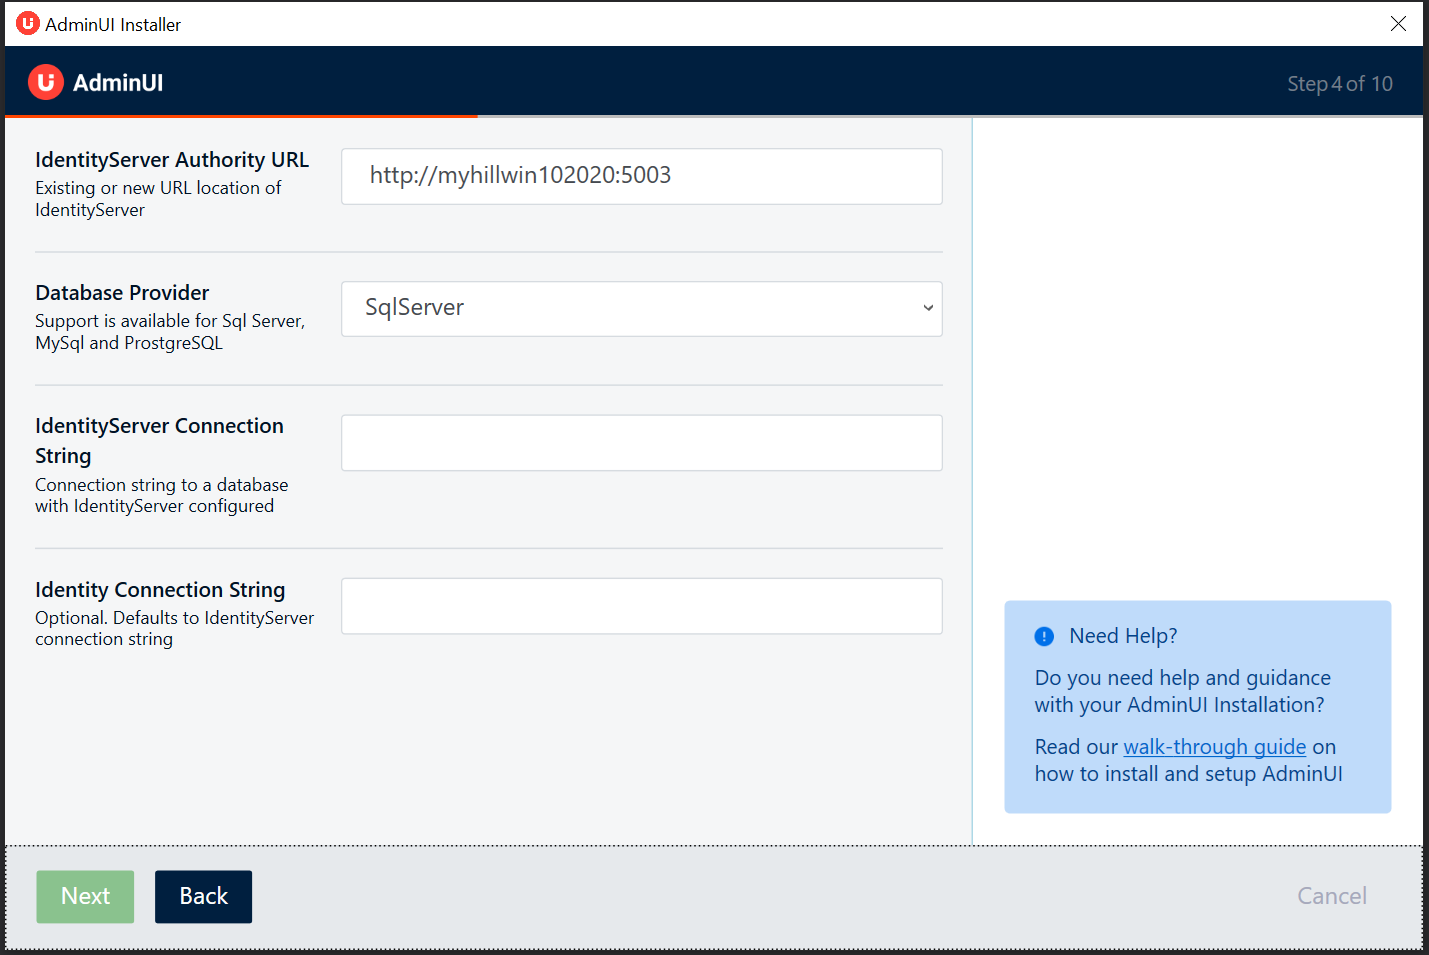 AdminUI Installer
AdminUI
Step 4 of 10
IdentityServer Authority URL
Existing or new URL location of
IdentityServer
http://myhillwin102020:5003
Database Provider
Support is available for Sql Server,
MySql and ProstgreSQL
SqlServer
IdentityServer Connection
String
Connection string to a database
with IdentityServer configured
Identity Connection String
Optional. Defaults to IdentityServer
connection string
Need Help?
Do you need help and guidance
with your AdminUI Installation?
Read our walk-through guide on
how to install and setup AdminUI
Next
Back
Cancel